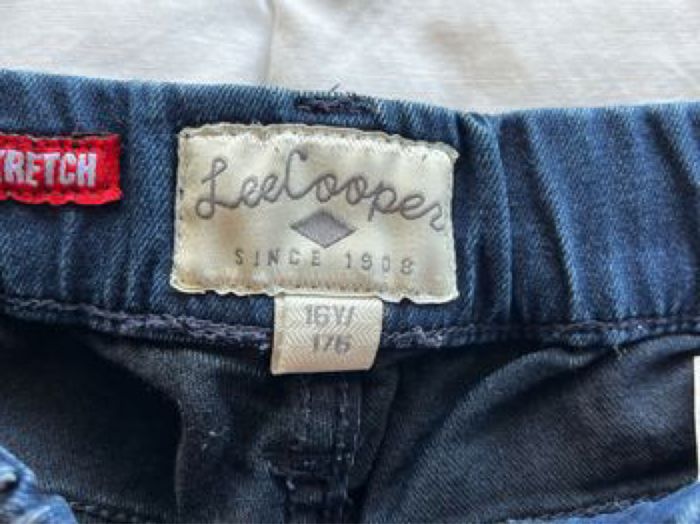 TRETCH
LeeCooper
SINCE 1908
16Y/
176